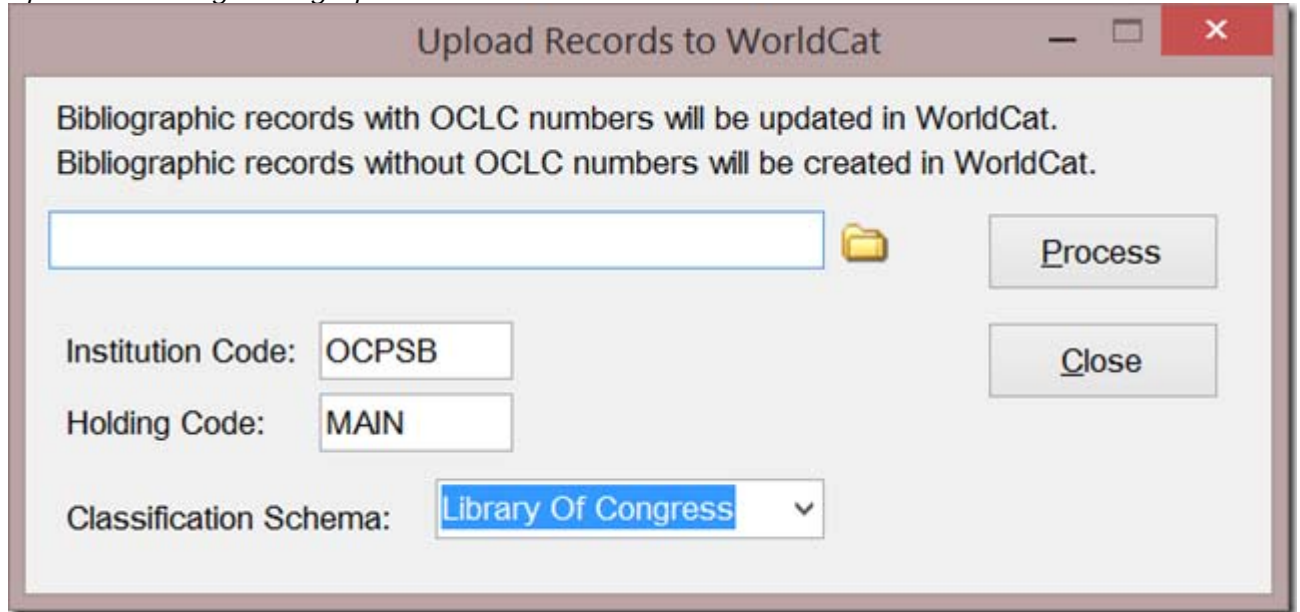 Upload Records to WorldCat
Bibliographic records with OCLC numbers will be updated in WorldCat.
Bibliographic records without OCLC numbers will be created in WorldCat.
Process
Institution Code: OCPSB
Close
Holding Code: MAIN
Classification Schema: Library Of Congress